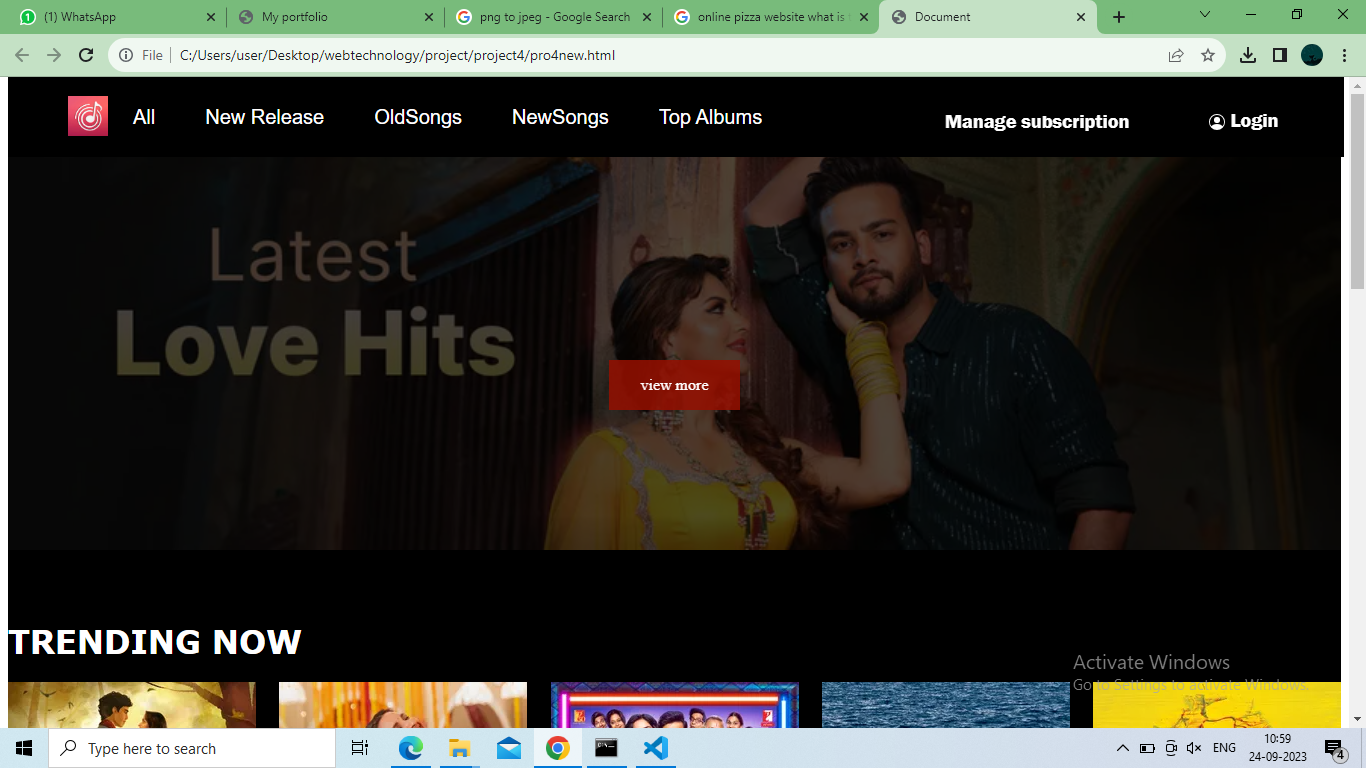 (1) WhatsApp
My portfolio
png to jpeg - Google Search
online pizza website what is
Document
File
C:/Users/user/Desktop/webtechnology/project/project4/pro4new.html
All
New Release
OldSongs
NewSongs
Top Albums
Manage subscription
Login
Latest
Love Hits
view more
TRENDING NOW
Activate Windows
Go to Settings to activate Windows.
Type here to search
ENG
10:59
24-09-2023
4